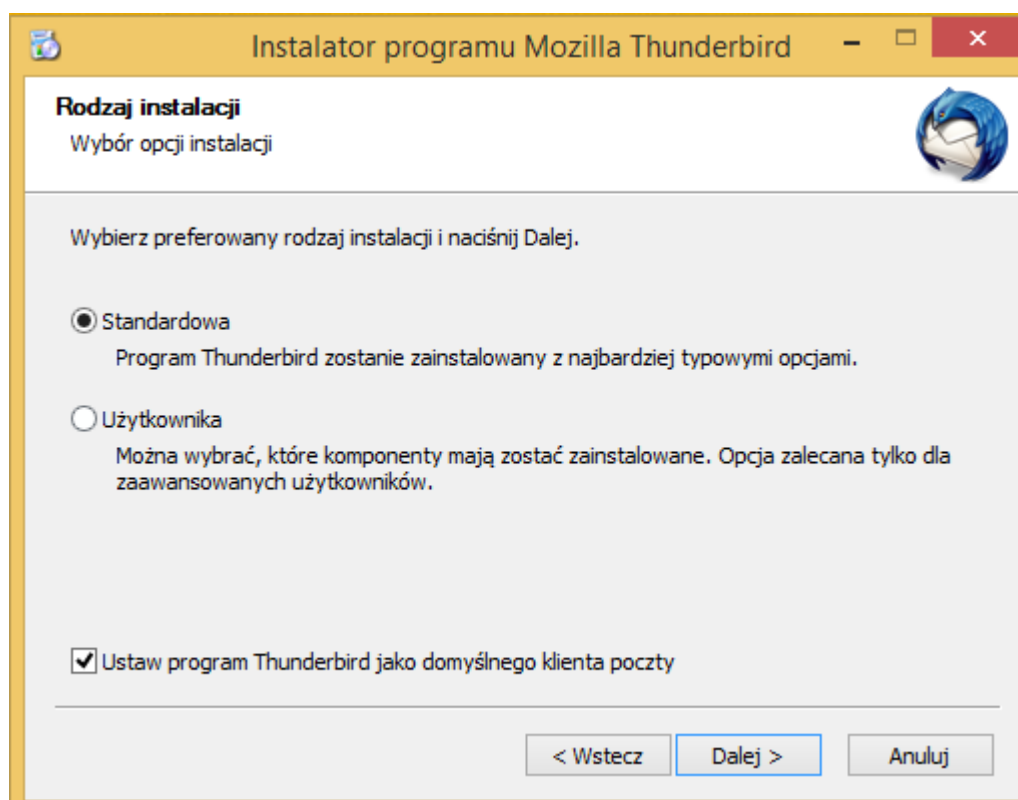 Instalator programu Mozilla Thunderbird
Rodzaj instalacji
Wybór opcji instalacji
Wybierz preferowany rodzaj instalacji i naciśnij Dalej.
Standardowa
Program Thunderbird zostanie zainstalowany z najbardziej typowymi opcjami.
Użytkownika
Można wybrać, które komponenty mają zostać zainstalowane. Opcja zalecana tylko dla
zaawansowanych użytkowników.
Ustaw program Thunderbird jako domyślnego klienta poczty
< Wstecz
Dalej >
Anuluj